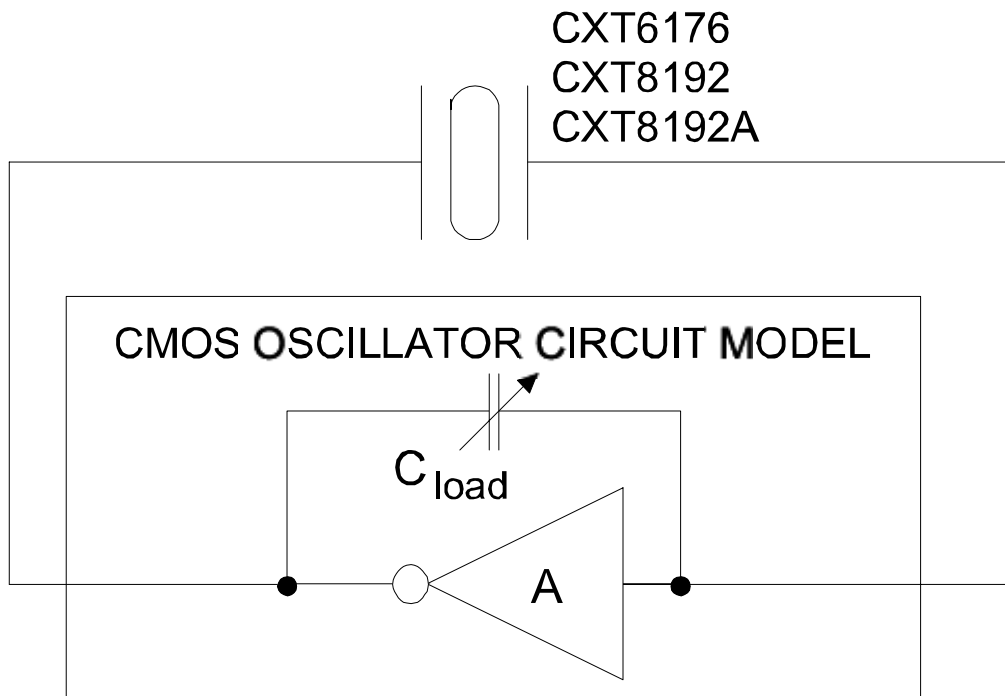 CXT6176
CXT8192
CXT8192A
CMOS OSCILLATOR CIRCUIT MODEL
C load
A